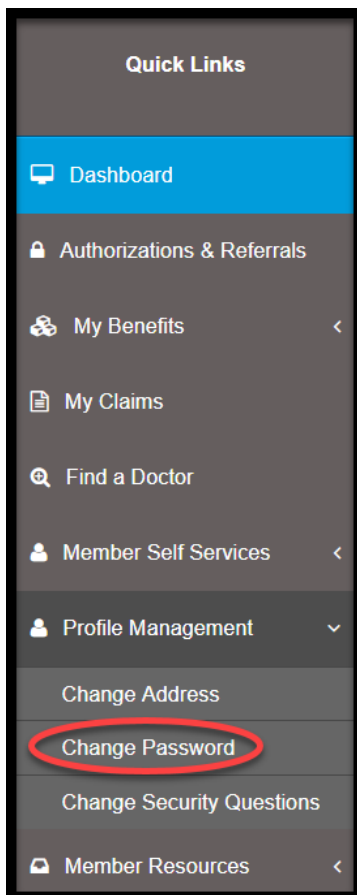 Quick Links
Dashboard
Authorizations & Referrals
My Benefits
My Claims
Find a Doctor
Member Self Services
Profile Management
Change Address
Change Password
Change Security Questions
Member Resources